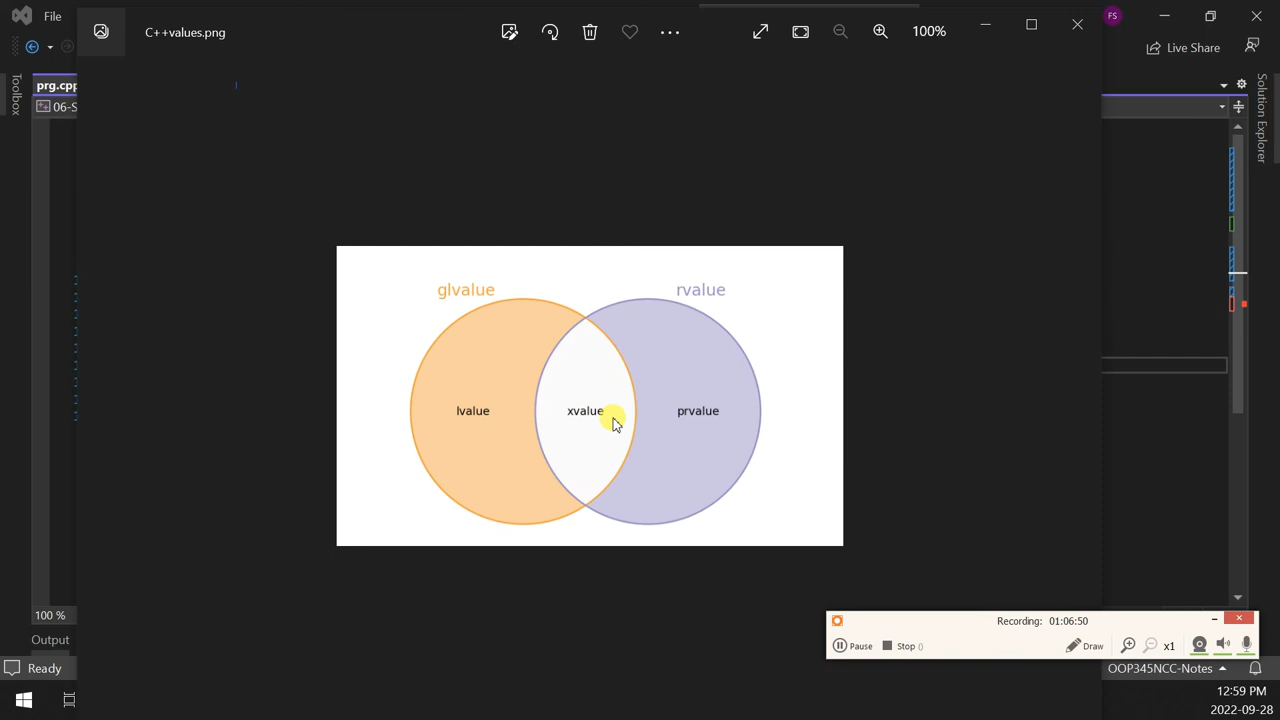 File
C++values.png
100%
FS
Live Share
Toolbox
prg.cpp
06-S
Solution Explorer
glvalue
rvalue
lvalue
xvalue
prvalue
100 %
Output
Recording: 01:06:50
Pause
Stop ()
Draw
x1
Ready
OOP345NCC-Notes
12:59 PM
2022-09-28